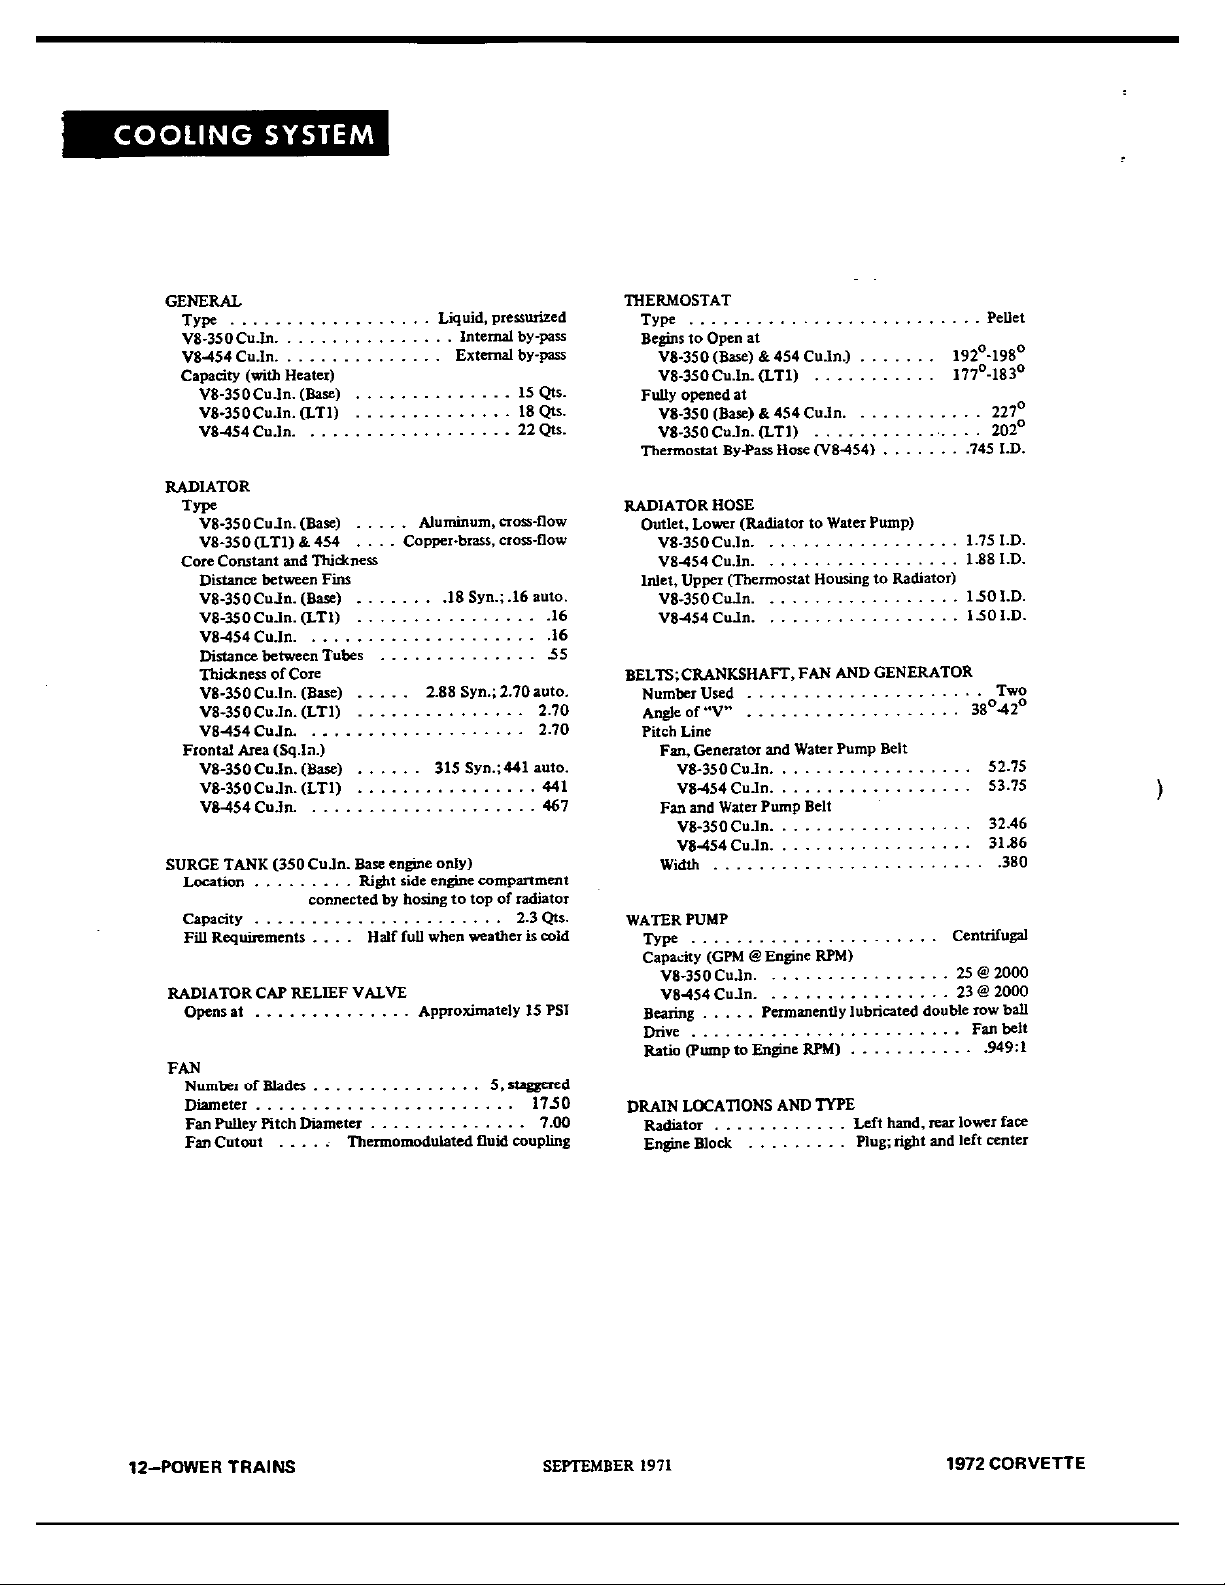 COOLING SYSTEM
GENERAL
Type . . . . . . . . . . . . . . . . . . Liquid, pressurized
V8-350 Cu.In. . . . . . . . . . . . . . . . Internal by-pass
V8-454 Cu.In. . . . . . . . . . . . . . . . External by-pass
Capacity (with Heater)
V8-350 Cu.In. (Base) . . . . . . . . . . . . . . 15 Qts.
V8-350 Cu.In. (LT1) . . . . . . . . . . . . . . 18 Qts.
V8-454 Cu.In. . . . . . . . . . . . . . . . . . . 22 Qts.
RADIATOR
Type
V8-350 Cu.In. (Base) . . . . . Aluminum, cross-flow
V8-350 (LT1) & 454 . . . . Copper-brass, cross-flow
Core Constant and Thickness
Distance between Fins
V8-350 Cu.In. (Base) . . . . . . . .18 Syn.; .16 auto.
V8-350 Cu.In. (LT1) . . . . . . . . . . . . . . . . .16
V8-454 Cu.In. . . . . . . . . . . . . . . . . . . . . .16
Distance between Tubes . . . . . . . . . . . . . . .55
Thickness of Core
V8-350 Cu.In. (Base) . . . . . 2.88 Syn.; 2.70 auto.
V8-350 Cu.In. (LT1) . . . . . . . . . . . . . . . 2.70
V8-454 Cu.In. . . . . . . . . . . . . . . . . . . . 2.70
Frontal Area (Sq.In.)
V8-350 Cu.In. (Base) . . . . . . 315 Syn.; 441 auto.
V8-350 Cu.In. (LT1) . . . . . . . . . . . . . . . . 441
V8-454 Cu.In. . . . . . . . . . . . . . . . . . . . . 467
SURGE TANK (350 Cu.In. Base engine only)
Location . . . . . . . . . Right side engine compartment
connected by hosing to top of radiator
Capacity . . . . . . . . . . . . . . . . . . . . . . 2.3 Qts.
Fill Requirements . . . . Half full when weather is cold
RADIATOR CAP RELIEF VALVE
Opens at . . . . . . . . . . . . . . Approximately 15 PSI
FAN
Number of Blades . . . . . . . . . . . . . . . 5, staggered
Diameter . . . . . . . . . . . . . . . . . . . . . . . 17.50
Fan Pulley Pitch Diameter . . . . . . . . . . . . . . 7.00
Fan Cutout . . . . . Thermomodulated fluid coupling
THERMOSTAT
Type . . . . . . . . . . . . . . . . . . . . . . . . . . Pellet
Begins to Open at
V8-350 (Base) & 454 Cu.In.) . . . . . . . 192°-198°
V8-350 Cu.In. (LT1) . . . . . . . . . . . 177°-183°
Fully opened at
V8-350 (Base) & 454 Cu.In. . . . . . . . . . . . 227°
V8-350 Cu.In. (LT1) . . . . . . . . . . . . . . . 202°
Thermostat By-Pass Hose (V8-454) . . . . . . . . .745 I.D.
RADIATOR HOSE
Outlet, Lower (Radiator to Water Pump)
V8-350 Cu.In. . . . . . . . . . . . . . . . . . 1.75 I.D.
V8-454 Cu.In. . . . . . . . . . . . . . . . . . 1.88 I.D.
Inlet, Upper (Thermostat Housing to Radiator)
V8-350 Cu.In. . . . . . . . . . . . . . . . . . 1.50 I.D.
V8-454 Cu.In. . . . . . . . . . . . . . . . . . 1.50 I.D.
BELTS; CRANKSHAFT, FAN AND GENERATOR
Number Used . . . . . . . . . . . . . . . . . . . . . Two
Angle of "V" . . . . . . . . . . . . . . . . . . . 38°-42°
Pitch Line
Fan, Generator and Water Pump Belt
V8-350 Cu.In. . . . . . . . . . . . . . . . . . . 52.75
V8-454 Cu.In. . . . . . . . . . . . . . . . . . . 53.75
Fan and Water Pump Belt
V8-350 Cu.In. . . . . . . . . . . . . . . . . . . 32.46
V8-454 Cu.In. . . . . . . . . . . . . . . . . . . 31.86
Width . . . . . . . . . . . . . . . . . . . . . . . . .380
WATER PUMP
Type . . . . . . . . . . . . . . . . . . . . . . Centrifugal
Capacity (GPM @ Engine RPM)
V8-350 Cu.In. . . . . . . . . . . . . . . . . 25 @ 2000
V8-454 Cu.In. . . . . . . . . . . . . . . . . 23 @ 2000
Bearing . . . . . Permanently lubricated double row ball
Drive . . . . . . . . . . . . . . . . . . . . . . . . Fan belt
Ratio (Pump to Engine RPM) . . . . . . . . . . . .949:1
DRAIN LOCATIONS AND TYPE
Radiator . . . . . . . . . . . . Left hand, rear lower face
Engine Block . . . . . . . . . Plug; right and left center
12—POWER TRAINS
SEPTEMBER 1971
1972 CORVETTE